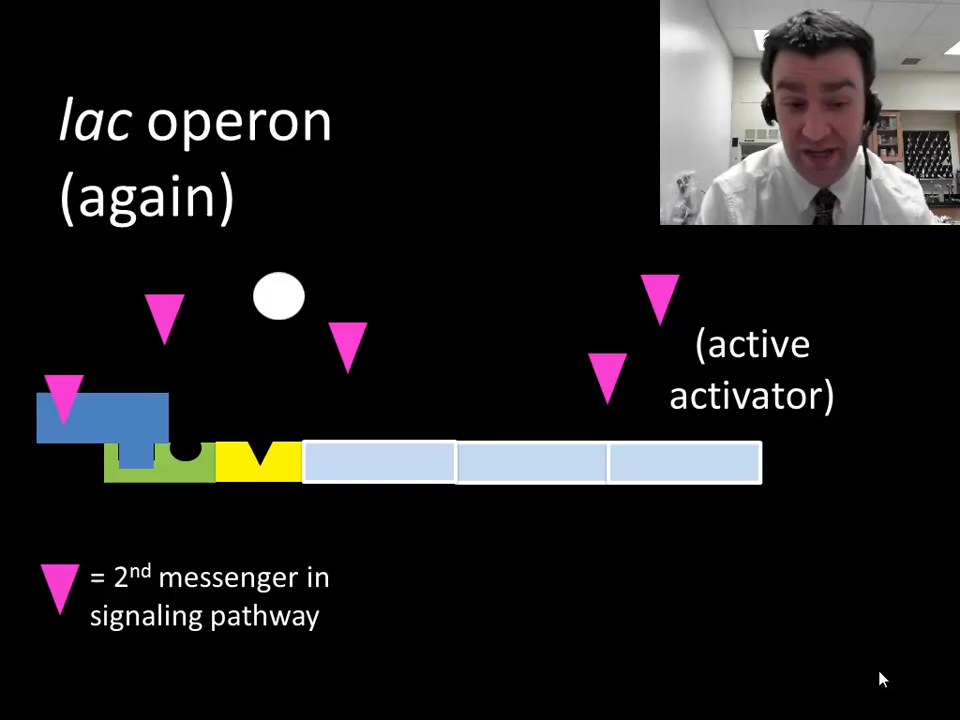 lac operon
(again)
(active
activator)
= 2nd messenger in
signaling pathway